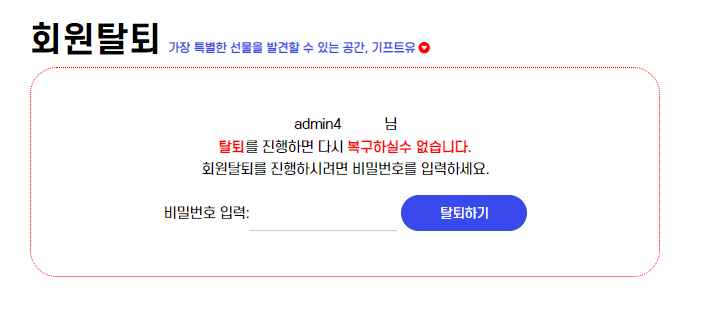 회원탈퇴 가장 특별한 선물을 발견할 수 있는 공간, 기프트유
admin4 님
탈퇴를 진행하면 다시 복구하실수 없습니다.
회원탈퇴를 진행하시려면 비밀번호를 입력하세요.
비밀번호 입력: 탈퇴하기